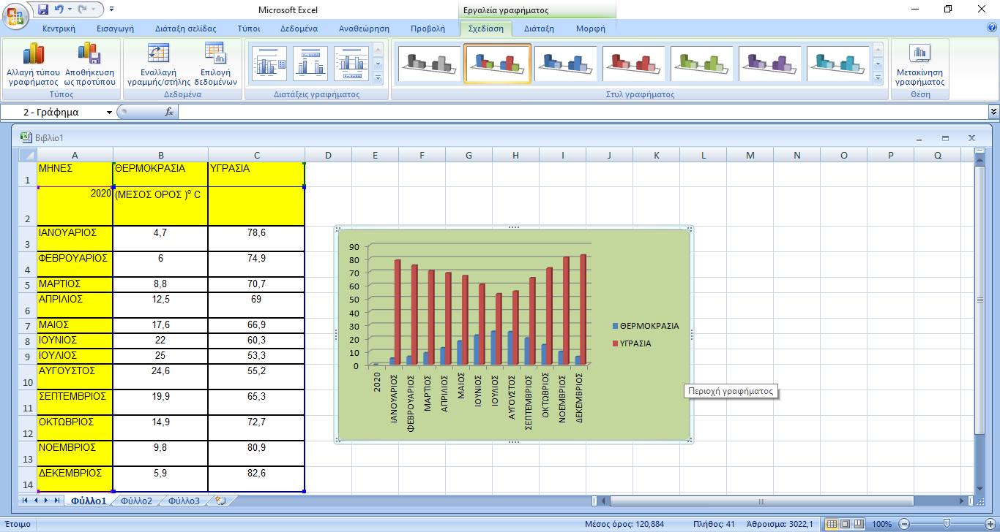 Microsoft Excel
Εργαλεία γραφήματος
Κεντρική Εισαγωγή Διάταξη σελίδας Τύποι Δεδομένα Αναθεώρηση Προβολή Σχεδίαση Διάταξη Μορφή
Αλλαγή τύπου γραφήματος
Αποθήκευση ως προτύπου
Εναλλαγή γραμμής/στήλης
Επιλογή δεδομένων
Μετακίνηση γραφήματος
Τύπος Δεδομένα Διατάξεις γραφήματος Στυλ γραφήματος Θέση
2 - Γράφημα fx
Βιβλίο1
A B C D E F G H I J K L M N O P Q
1 ΜΗΝΕΣ ΘΕΡΜΟΚΡΑΣΙΑ ΥΓΡΑΣΙΑ
2 2020 (ΜΕΣΟΣ ΟΡΟΣ )º C
3 ΙΑΝΟΥΑΡΙΟΣ 4,7 78,6
4 ΦΕΒΡΟΥΑΡΙΟΣ 6 74,9
5 ΜΑΡΤΙΟΣ 8,8 70,7
6 ΑΠΡΙΛΙΟΣ 12,5 69
7 ΜΑΙΟΣ 17,6 66,9
8 ΙΟΥΝΙΟΣ 22 60,3
9 ΙΟΥΛΙΟΣ 25 53,3
10 ΑΥΓΟΥΣΤΟΣ 24,6 55,2
11 ΣΕΠΤΕΜΒΡΙΟΣ 19,9 65,3
12 ΟΚΤΩΒΡΙΟΣ 14,9 72,7
13 ΝΟΕΜΒΡΙΟΣ 9,8 80,9
14 ΔΕΚΕΜΒΡΙΟΣ 5,9 82,6
90
80
70
60
50
40
30
20
10
0
2020
ΙΑΝΟΥΑΡΙΟΣ
ΦΕΒΡΟΥΑΡΙΟΣ
ΜΑΡΤΙΟΣ
ΑΠΡΙΛΙΟΣ
ΜΑΙΟΣ
ΙΟΥΝΙΟΣ
ΙΟΥΛΙΟΣ
ΑΥΓΟΥΣΤΟΣ
ΣΕΠΤΕΜΒΡΙΟΣ
ΟΚΤΩΒΡΙΟΣ
ΝΟΕΜΒΡΙΟΣ
ΔΕΚΕΜΒΡΙΟΣ
ΘΕΡΜΟΚΡΑΣΙΑ
ΥΓΡΑΣΙΑ
Περιοχή γραφήματος
Φύλλο1 Φύλλο2 Φύλλο3
Έτοιμο Μέσος όρος: 120,884 Πλήθος: 41 Άθροισμα: 3022,1 100%